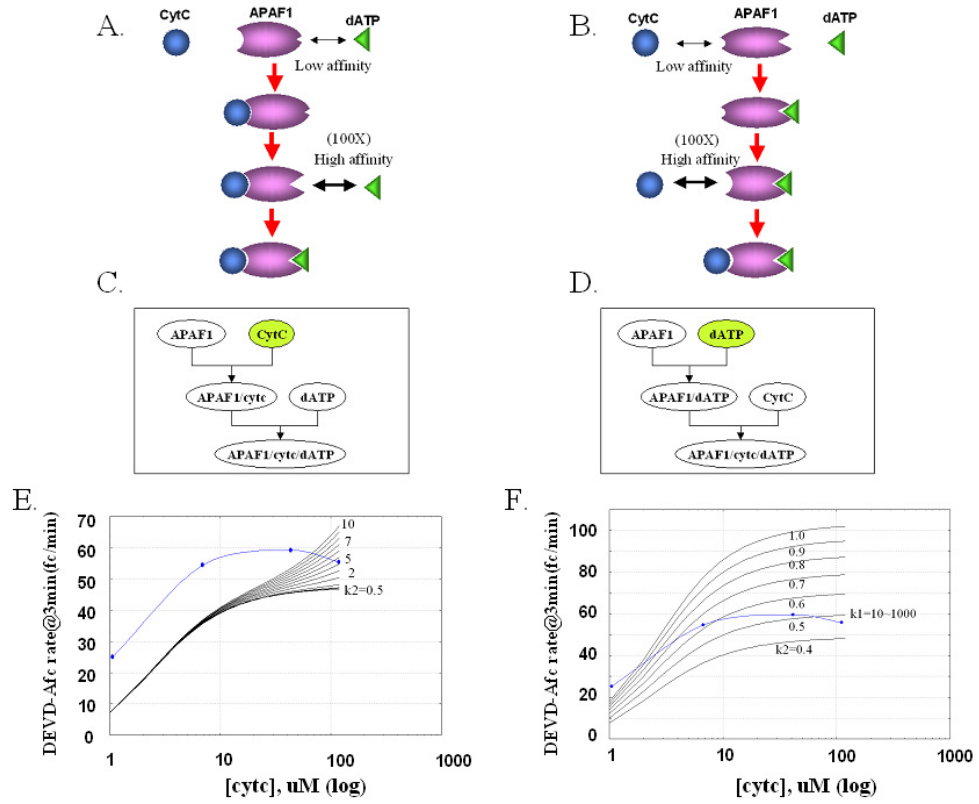 A.
CytC
APAF1
dATP
Low affinity
(100X)
High affinity
B.
CytC
APAF1
dATP
Low affinity
(100X)
High affinity
C.
APAF1
CytC
APAF1/cytc
dATP
APAF1/cytc/dATP
D.
APAF1
dATP
APAF1/dATP
CytC
APAF1/cytc/dATP
E.
DEVD-Afc rate@3min(fc/min)
70
60
50
40
30
20
10
0
10
7
5
2
k2=0.5
1
10
100
1000
[cytc], uM (log)
F.
DEVD-Afc rate@3min(fc/min)
100
80
60
40
20
0
1.0
0.9
0.8
0.7
0.6
k1=10~1000
0.5
k2=0.4
1
10
100
1000
[cytc], uM (log)